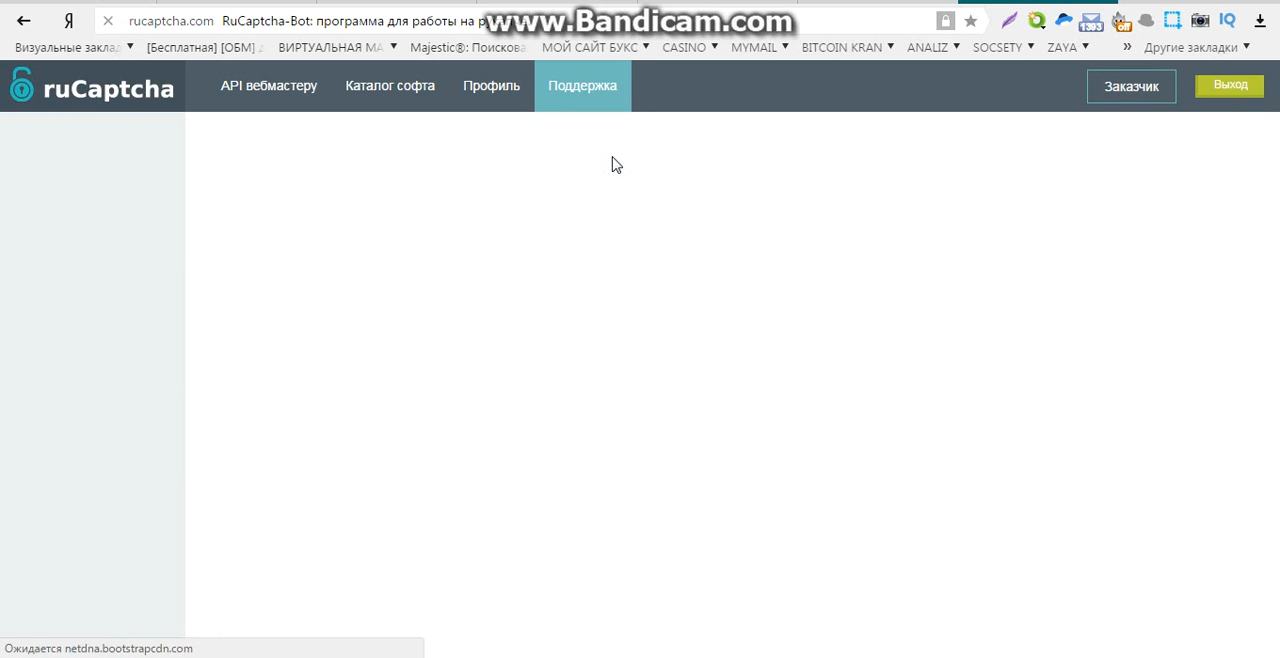 www.Bandicam.com
Я rucaptcha.com RuCaptcha-Bot: программа для работы на
Визуальные заклад [Бесплатная] [ОБМ] ВИРТУАЛЬНАЯ МА Majestic®: Поискова МОЙ САЙТ БУКС CASINO MYMAIL BITCOIN KRAN ANALIZ SOCSETY ZAYA » Другие закладки
ruCaptcha API вебмастеру Каталог софта Профиль Поддержка Заказчик Выход
Ожидается netdna.bootstrapcdn.com